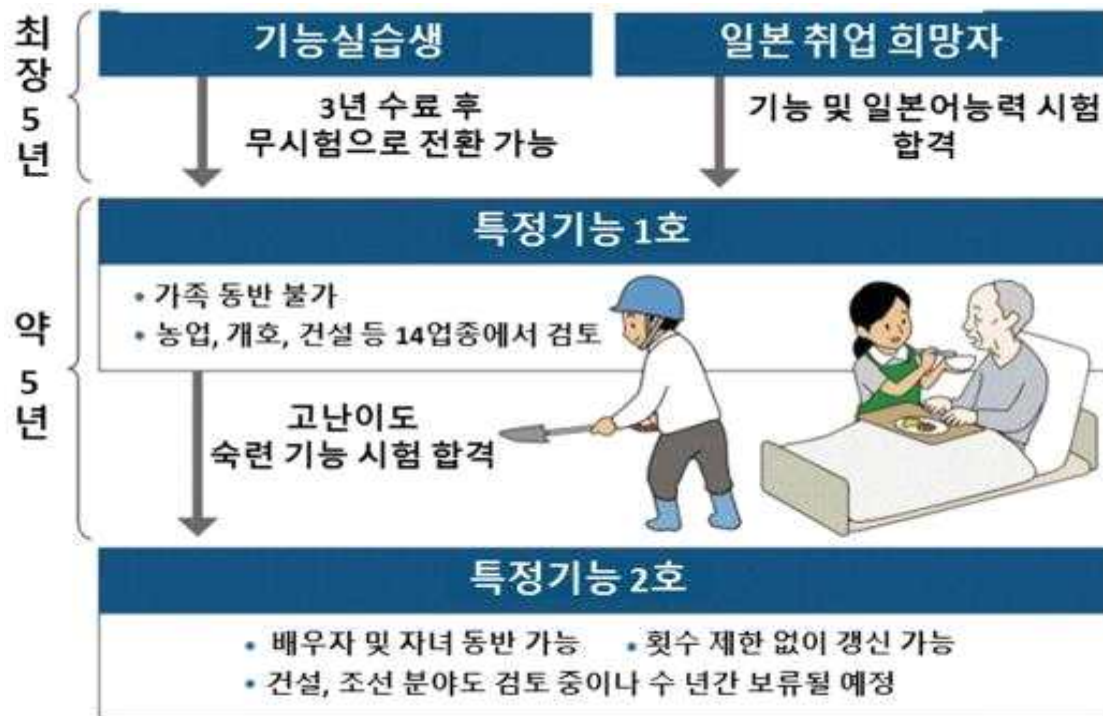 최장 5년
기능실습생
일본 취업 희망자
3년 수료 후
무시험으로 전환 가능
기능 및 일본어능력 시험
합격
약 5년
특정기능 1호
• 가족 동반 불가
• 농업, 개호, 건설 등 14업종에서 검토
고난이도
숙련 기능 시험 합격
특정기능 2호
• 배우자 및 자녀 동반 가능 • 횟수 제한 없이 갱신 가능
• 건설, 조선 분야도 검토 중이나 수 년간 보류될 예정